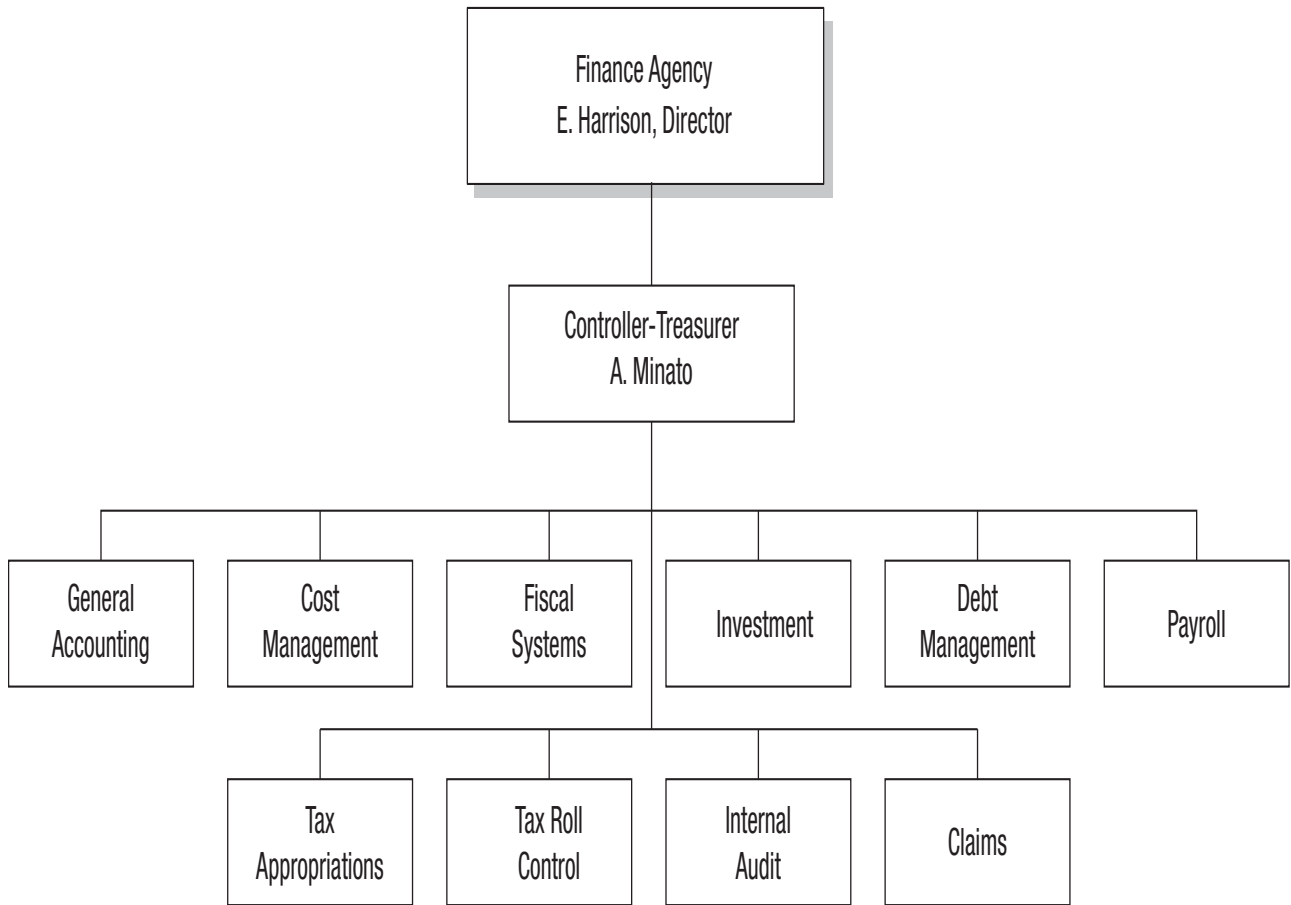 Finance Agency
E. Harrison, Director
Controller-Treasurer
A. Minato
General
Accounting
Cost
Management
Fiscal
Systems
Investment
Debt
Management
Payroll
Tax
Appropriations
Tax Roll
Control
Internal
Audit
Claims